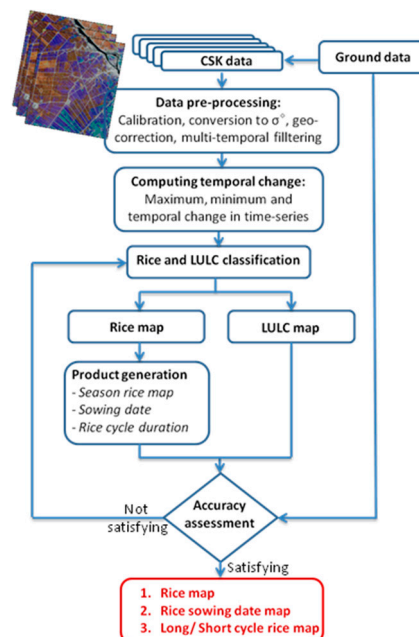 CSK data
Ground data
Data pre-processing:
Calibration, conversion to σ°, geo-
correction, multi-temporal filltering
Computing temporal change:
Maximum, minimum and
temporal change in time-series
Rice and LULC classification
Rice map
LULC map
Product generation
- Season rice map
- Sowing date
- Rice cycle duration
Not
satisfying
Accuracy
assessment
Satisfying
1. Rice map
2. Rice sowing date map
3. Long/ Short cycle rice map